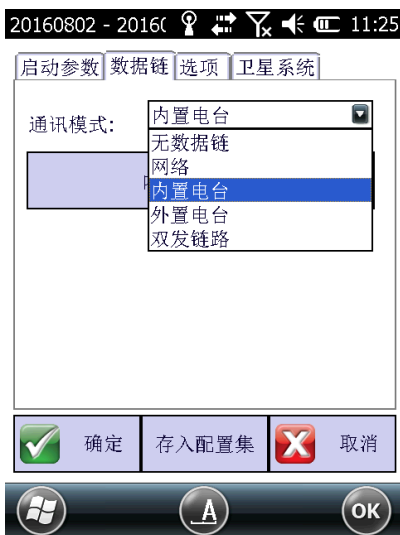 20160802 - 2016( 11:25
启动参数 数据链 选项 卫星系统
通讯模式: 内置电台
无数据链
网络
内置电台
外置电台
双发链路
确定 存入配置集 取消
A OK